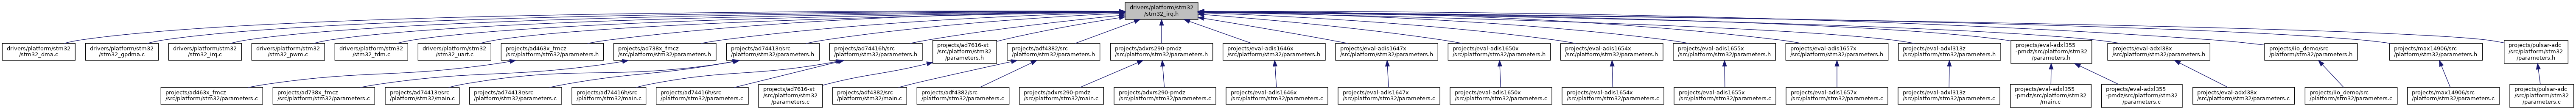 drivers/platform/stm32
/stm32_irq.h
drivers/platform/stm32
/stm32_dma.c
drivers/platform/stm32
/stm32_gpdma.c
drivers/platform/stm32
/stm32_irq.c
drivers/platform/stm32
/stm32_pwm.c
drivers/platform/stm32
/stm32_tdm.c
drivers/platform/stm32
/stm32_uart.c
projects/ad463x_fmcz
/src/platform/stm32/parameters.h
projects/ad738x_fmcz
/src/platform/stm32/parameters.h
projects/ad74413r/src
/platform/stm32/parameters.h
projects/ad74416h/src
/platform/stm32/parameters.h
projects/ad7616-st
/src/platform/stm32
/parameters.h
projects/adf4382/src
/platform/stm32/parameters.h
projects/adxrs290-pmdz
/src/platform/stm32/parameters.h
projects/eval-adis1646x
/src/platform/stm32/parameters.h
projects/eval-adis1647x
/src/platform/stm32/parameters.h
projects/eval-adis1650x
/src/platform/stm32/parameters.h
projects/eval-adis1654x
/src/platform/stm32/parameters.h
projects/eval-adis1655x
/src/platform/stm32/parameters.h
projects/eval-adis1657x
/src/platform/stm32/parameters.h
projects/eval-adxl313z
/src/platform/stm32/parameters.h
projects/eval-adxl355
-pmdz/src/platform/stm32
/parameters.h
projects/eval-adxl38x
/src/platform/stm32/parameters.h
projects/iio_demo/src
/platform/stm32/parameters.h
projects/max14906/src
/platform/stm32/parameters.h
projects/pulsar-adc
/src/platform/stm32
/parameters.h
projects/ad463x_fmcz
/src/platform/stm32/parameters.c
projects/ad738x_fmcz
/src/platform/stm32/parameters.c
projects/ad74413r/src
/platform/stm32/main.c
projects/ad74413r/src
/platform/stm32/parameters.c
projects/ad74416h/src
/platform/stm32/main.c
projects/ad74416h/src
/platform/stm32/parameters.c
projects/ad7616-st
/src/platform/stm32
/parameters.c
projects/adf4382/src
/platform/stm32/main.c
projects/adf4382/src
/platform/stm32/parameters.c
projects/adxrs290-pmdz
/src/platform/stm32/main.c
projects/adxrs290-pmdz
/src/platform/stm32/parameters.c
projects/eval-adis1646x
/src/platform/stm32/parameters.c
projects/eval-adis1647x
/src/platform/stm32/parameters.c
projects/eval-adis1650x
/src/platform/stm32/parameters.c
projects/eval-adis1654x
/src/platform/stm32/parameters.c
projects/eval-adis1655x
/src/platform/stm32/parameters.c
projects/eval-adis1657x
/src/platform/stm32/parameters.c
projects/eval-adxl313z
/src/platform/stm32/parameters.c
projects/eval-adxl355
-pmdz/src/platform/stm32
/main.c
projects/eval-adxl355
-pmdz/src/platform/stm32
/parameters.c
projects/eval-adxl38x
/src/platform/stm32/parameters.c
projects/iio_demo/src
/platform/stm32/parameters.c
projects/max14906/src
/platform/stm32/parameters.c
projects/pulsar-adc
/src/platform/stm32
/parameters.c